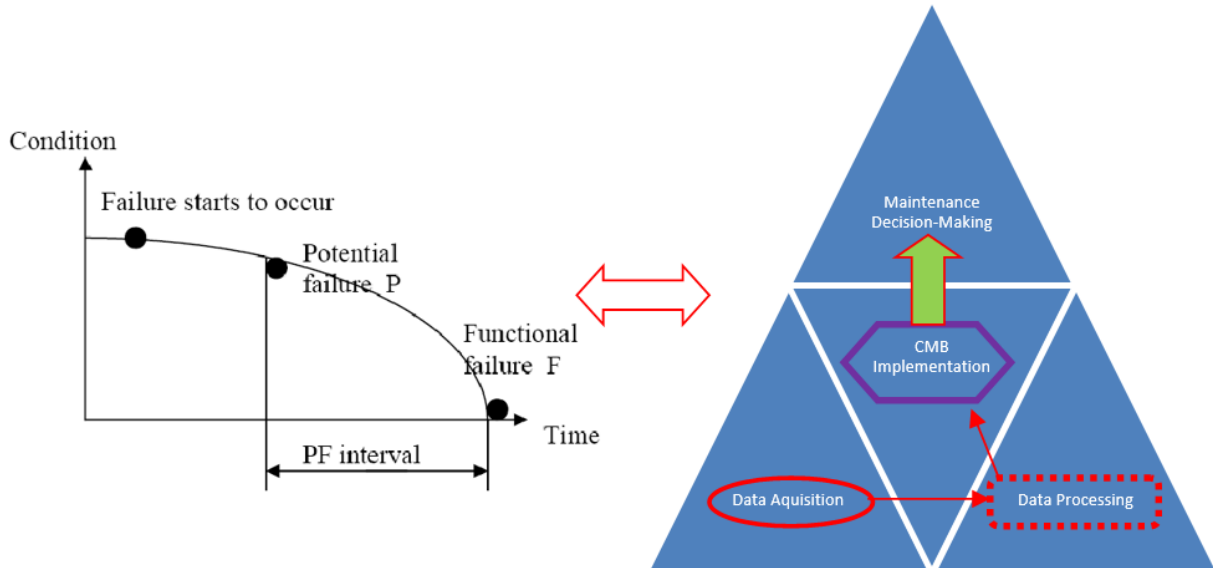 Condition
Failure starts to occur
Potential
failure P
Functional
failure F
Time
PF interval
Maintenance
Decision-Making
CMB
Implementation
Data Aquisition
Data Processing